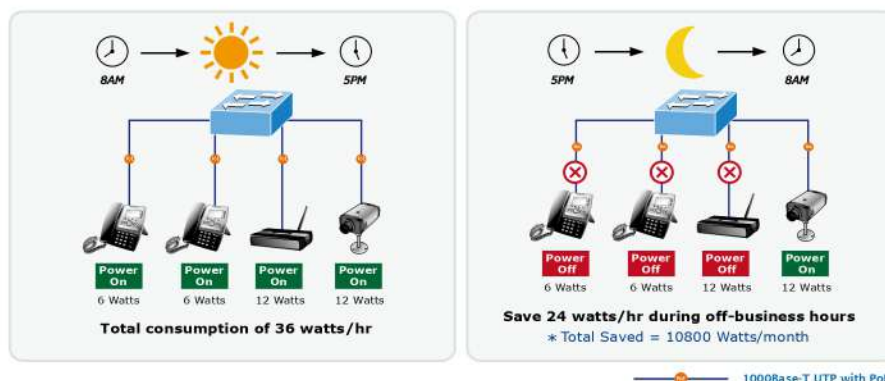 8AM
5PM
Power On
Power On
Power On
Power On
6 Watts
6 Watts
12 Watts
12 Watts
Total consumption of 36 watts/hr
5PM
8AM
Power Off
Power Off
Power Off
Power On
6 Watts
6 Watts
12 Watts
12 Watts
Save 24 watts/hr during off-business hours
* Total Saved = 10800 Watts/month
1000Base-T UTP with